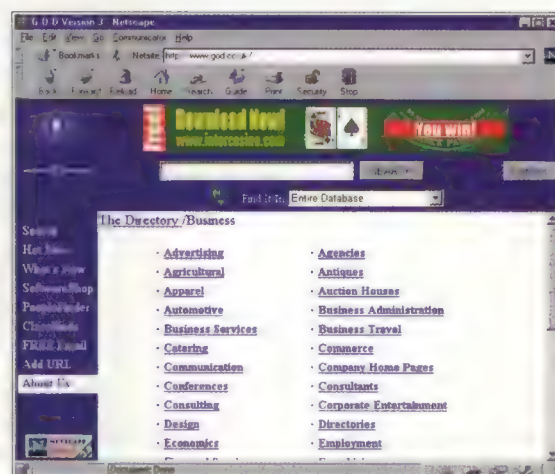 G.O.D Version 3 - Netscape
File Edit View Go Communicator Help
Bookmarks Netsite http www.god.co.uk/
Back Forward Reload Home Search Guide Print Security Stop
Download Now!
www.intercasino.com
You win!
Find It In: Entire Database
The Directory /Business
Search
What's New
Software Shop
People Finder
Classifieds
FREE Email
Add URL
About Us
· Advertising · Agencies
· Agricultural · Antiques
· Apparel · Auction Houses
· Automotive · Business Administration
· Business Services · Business Travel
· Catering · Commerce
· Communication · Company Home Pages
· Conferences · Consultants
· Consulting · Corporate Entertainment
· Design · Directories
· Economics · Employment
NETSCAPE
Document: Done